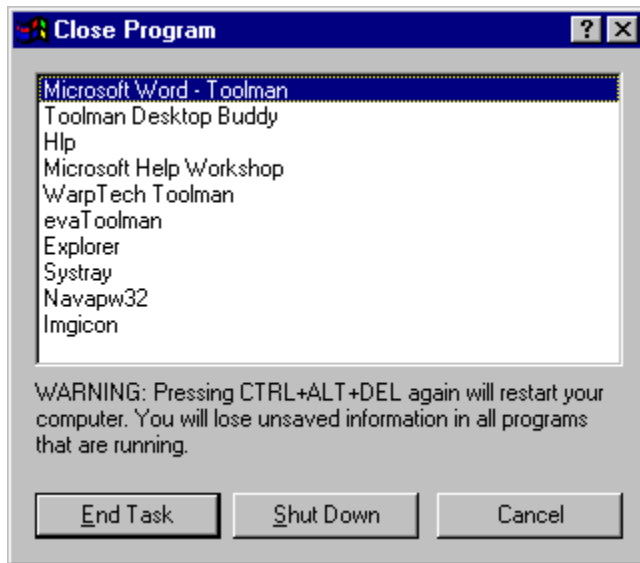 Close Program
Microsoft Word - Toolman
Toolman Desktop Buddy
Hlp
Microsoft Help Workshop
WarpTech Toolman
evaToolman
Explorer
Systray
Navapw32
Imgicon
WARNING: Pressing CTRL+ALT+DEL again will restart your
computer. You will lose unsaved information in all programs
that are running.
End Task Shut Down Cancel